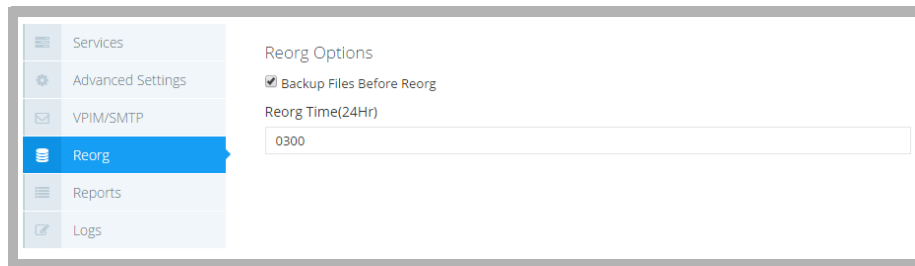 Services
Advanced Settings
VPIM/SMTP
Reorg
Reports
Logs
Reorg Options
Backup Files Before Reorg
Reorg Time(24Hr)
0300